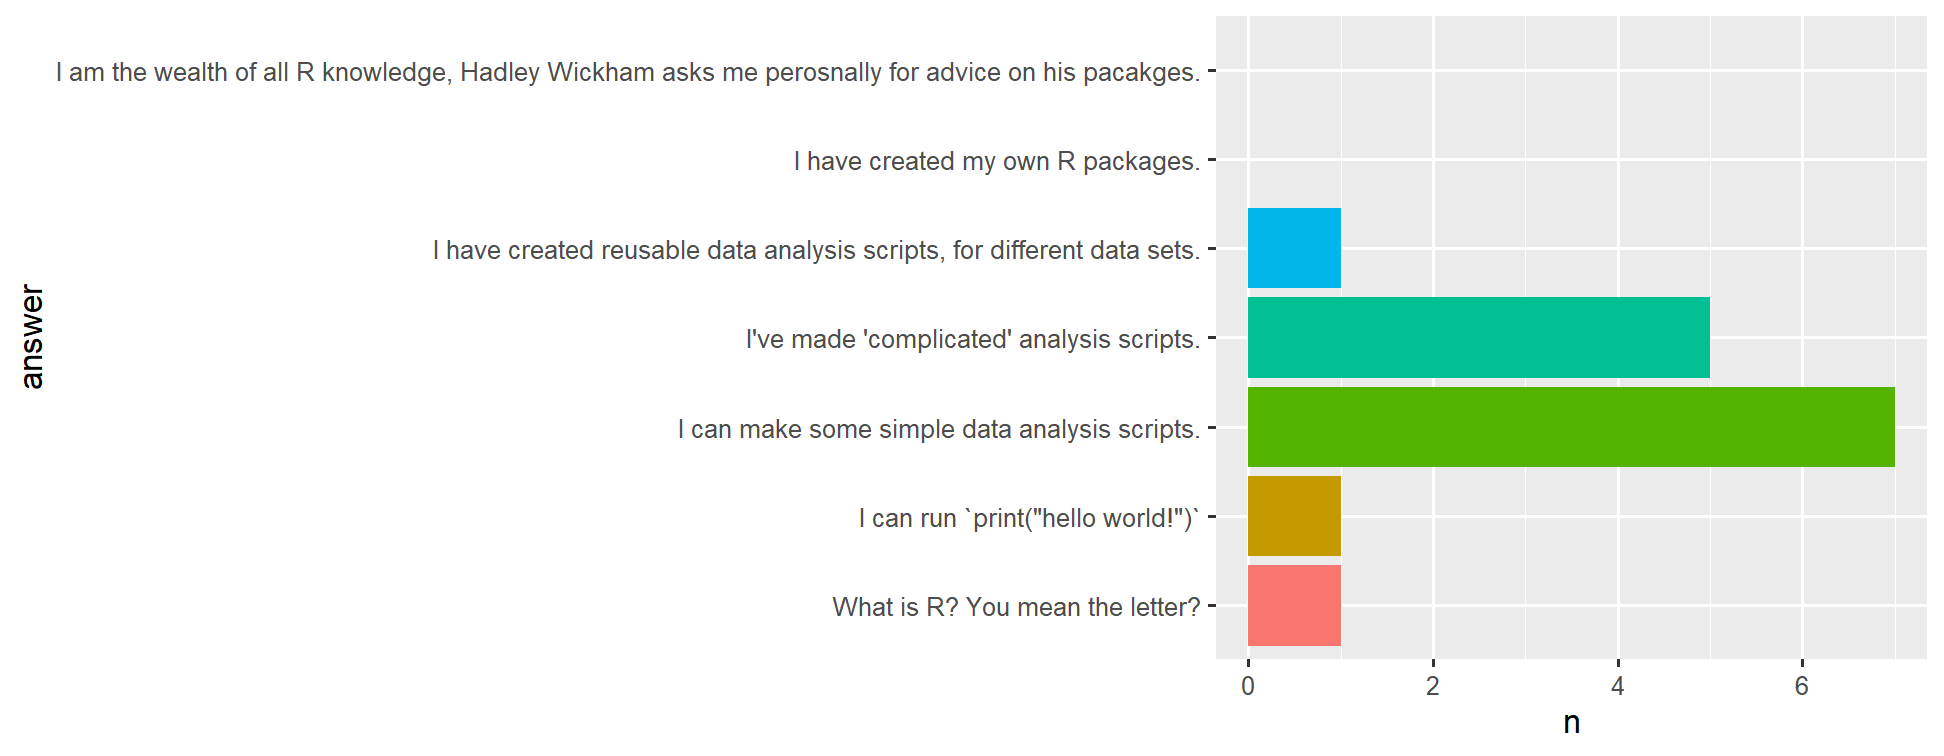 I am the wealth of all R knowledge, Hadley Wickham asks me perosnally for advice on his pacakges.
I have created my own R packages.
I have created reusable data analysis scripts, for different data sets.
I've made 'complicated' analysis scripts.
I can make some simple data analysis scripts.
I can run `print("hello world!")`
What is R? You mean the letter?
answer
0 2 4 6
n